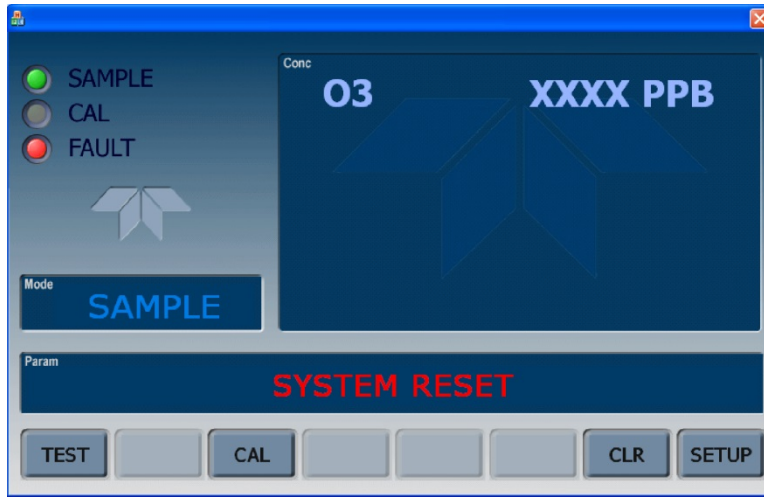 SAMPLE
CAL
FAULT
Conc
O3 XXXX PPB
Mode
SAMPLE
Param
SYSTEM RESET
TEST CAL CLR SETUP